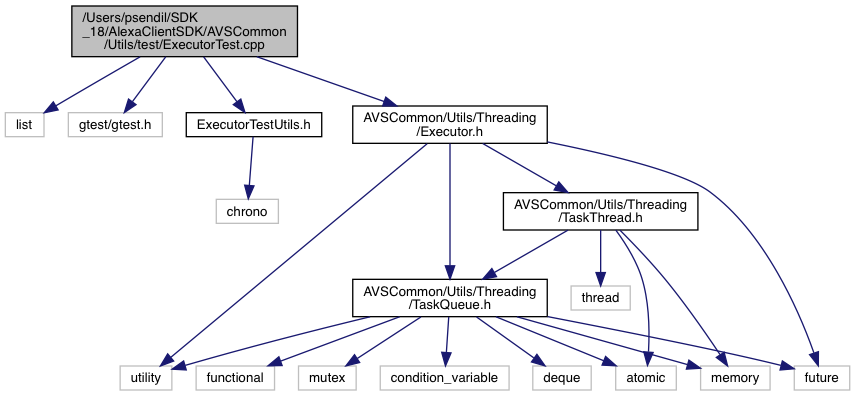 /Users/psendil/SDK
_18/AlexaClientSDK/AVSCommon
/Utils/test/ExecutorTest.cpp
list
gtest/gtest.h
ExecutorTestUtils.h
AVSCommon/Utils/Threading
/Executor.h
chrono
AVSCommon/Utils/Threading
/TaskThread.h
AVSCommon/Utils/Threading
/TaskQueue.h
thread
utility
functional
mutex
condition_variable
deque
atomic
memory
future